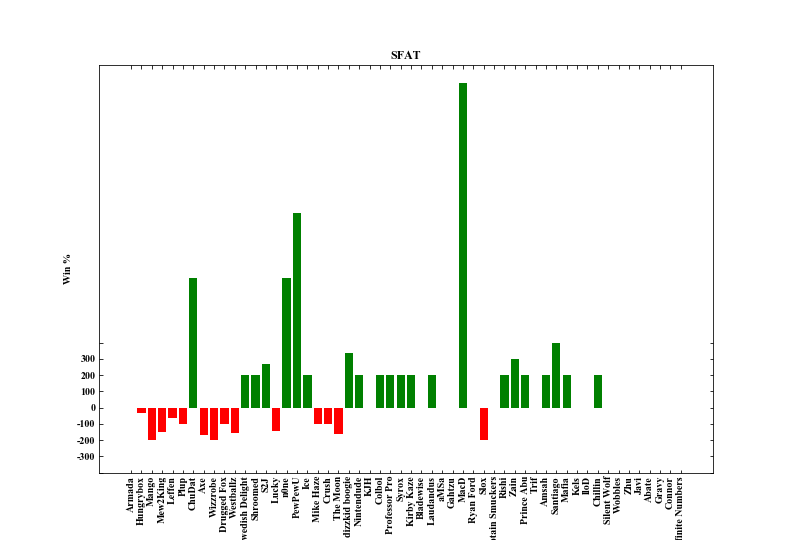 SFAT
Win %
300
200
100
0
-100
-200
-300
Armada
Hungrybox
Mango
Mew2King
Leffen
Plup
ChuDat
Axe
Wizzrobe
Drugged Fox
Westballz
wedish Delight
Shroomed
S2J
Lucky
n0ne
PewPewU
Ice
Mike Haze
Crush
The Moon
dizzkid boogie
Nintendude
KJH
Colbol
Professor Pro
Syrox
Kirby Kaze
Bladewise
Laudandus
aMSa
Gahtzu
MacD
Ryan Ford
Slox
ptain Smuckers
Rishi
Zain
Prince Abu
Trif
Amsah
Santiago
Mafia
Kels
IloD
Chillin
Silent Wolf
Wobbles
Zhu
Javi
Abate
Gravy
Connor
finite Numbers